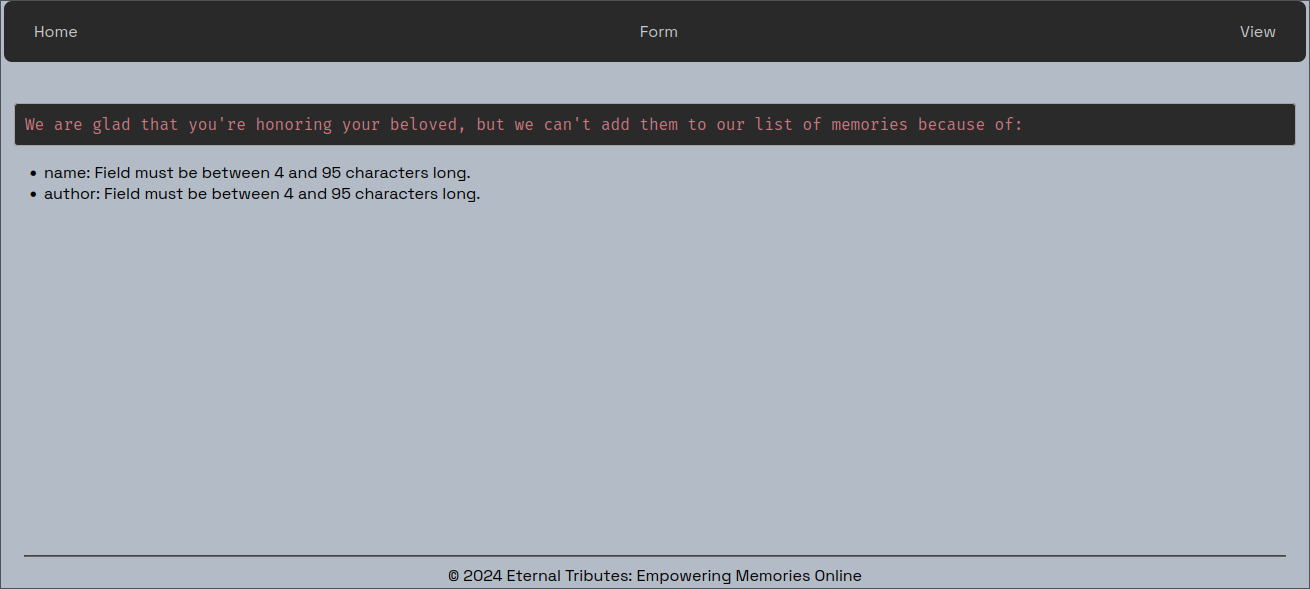 Home Form View
We are glad that you're honoring your beloved, but we can't add them to our list of memories because of:
• name: Field must be between 4 and 95 characters long.
• author: Field must be between 4 and 95 characters long.
© 2024 Eternal Tributes: Empowering Memories Online